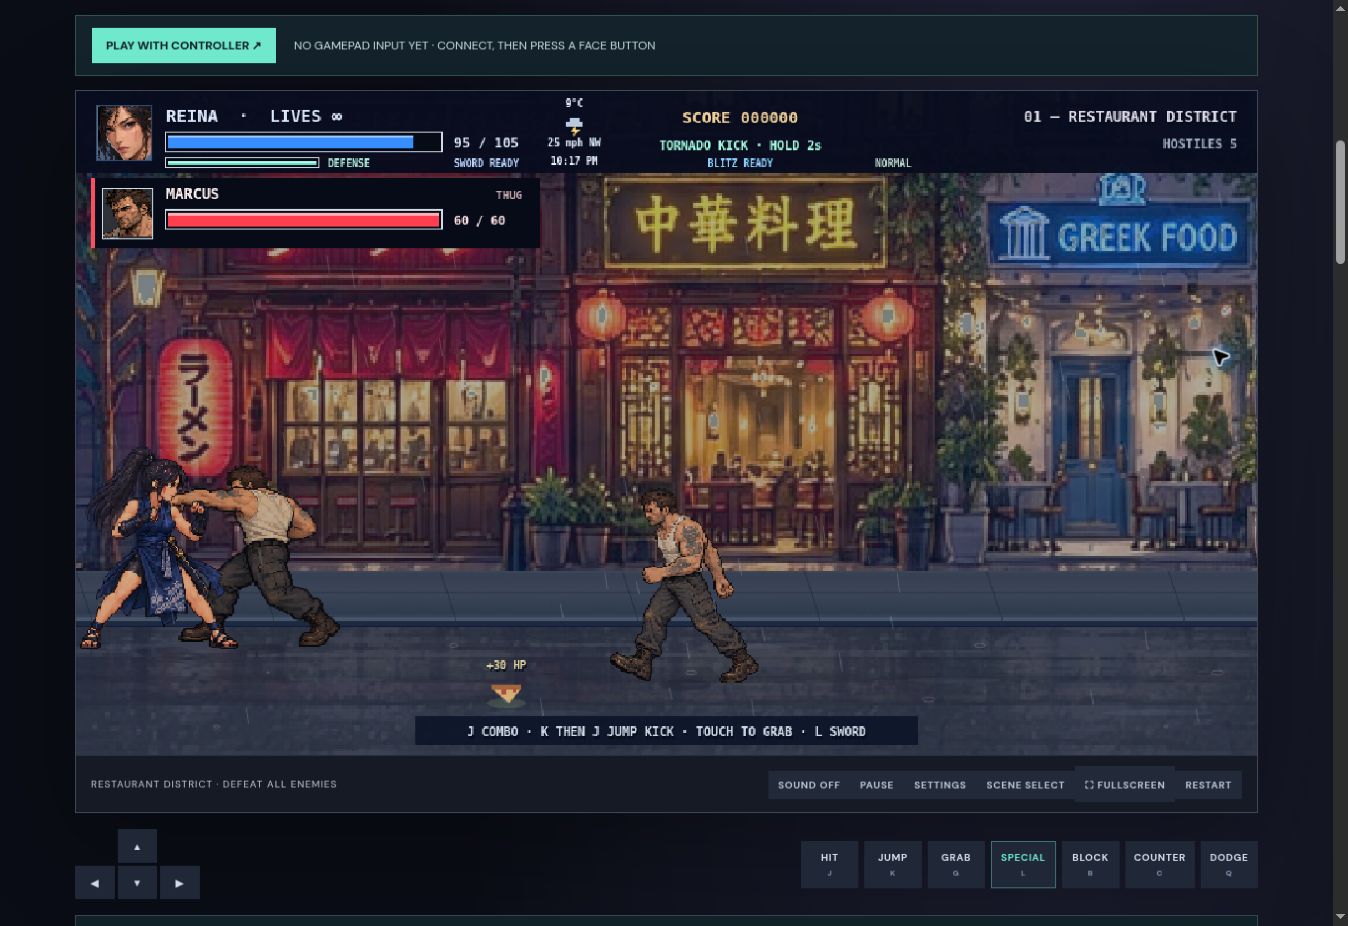 PLAY WITH CONTROLLER ↗
NO GAMEPAD INPUT YET · CONNECT, THEN PRESS A FACE BUTTON
REINA · LIVES ∞
95 / 105
DEFENSE
SWORD READY
9°C
25 mph NW
10:17 PM
SCORE 000000
TORNADO KICK · HOLD 2s
BLITZ READY
NORMAL
01 — RESTAURANT DISTRICT
HOSTILES 5
MARCUS
THUG
60 / 60
中華料理
GREEK FOOD
ラーメン
+30 HP
J COMBO · K THEN J JUMP KICK · TOUCH TO GRAB · L SWORD
RESTAURANT DISTRICT · DEFEAT ALL ENEMIES
SOUND OFF
PAUSE
SETTINGS
SCENE SELECT
FULLSCREEN
RESTART
▲
◀ ▼ ▶
HIT
J
JUMP
K
GRAB
G
SPECIAL
L
BLOCK
B
COUNTER
C
DODGE
Q